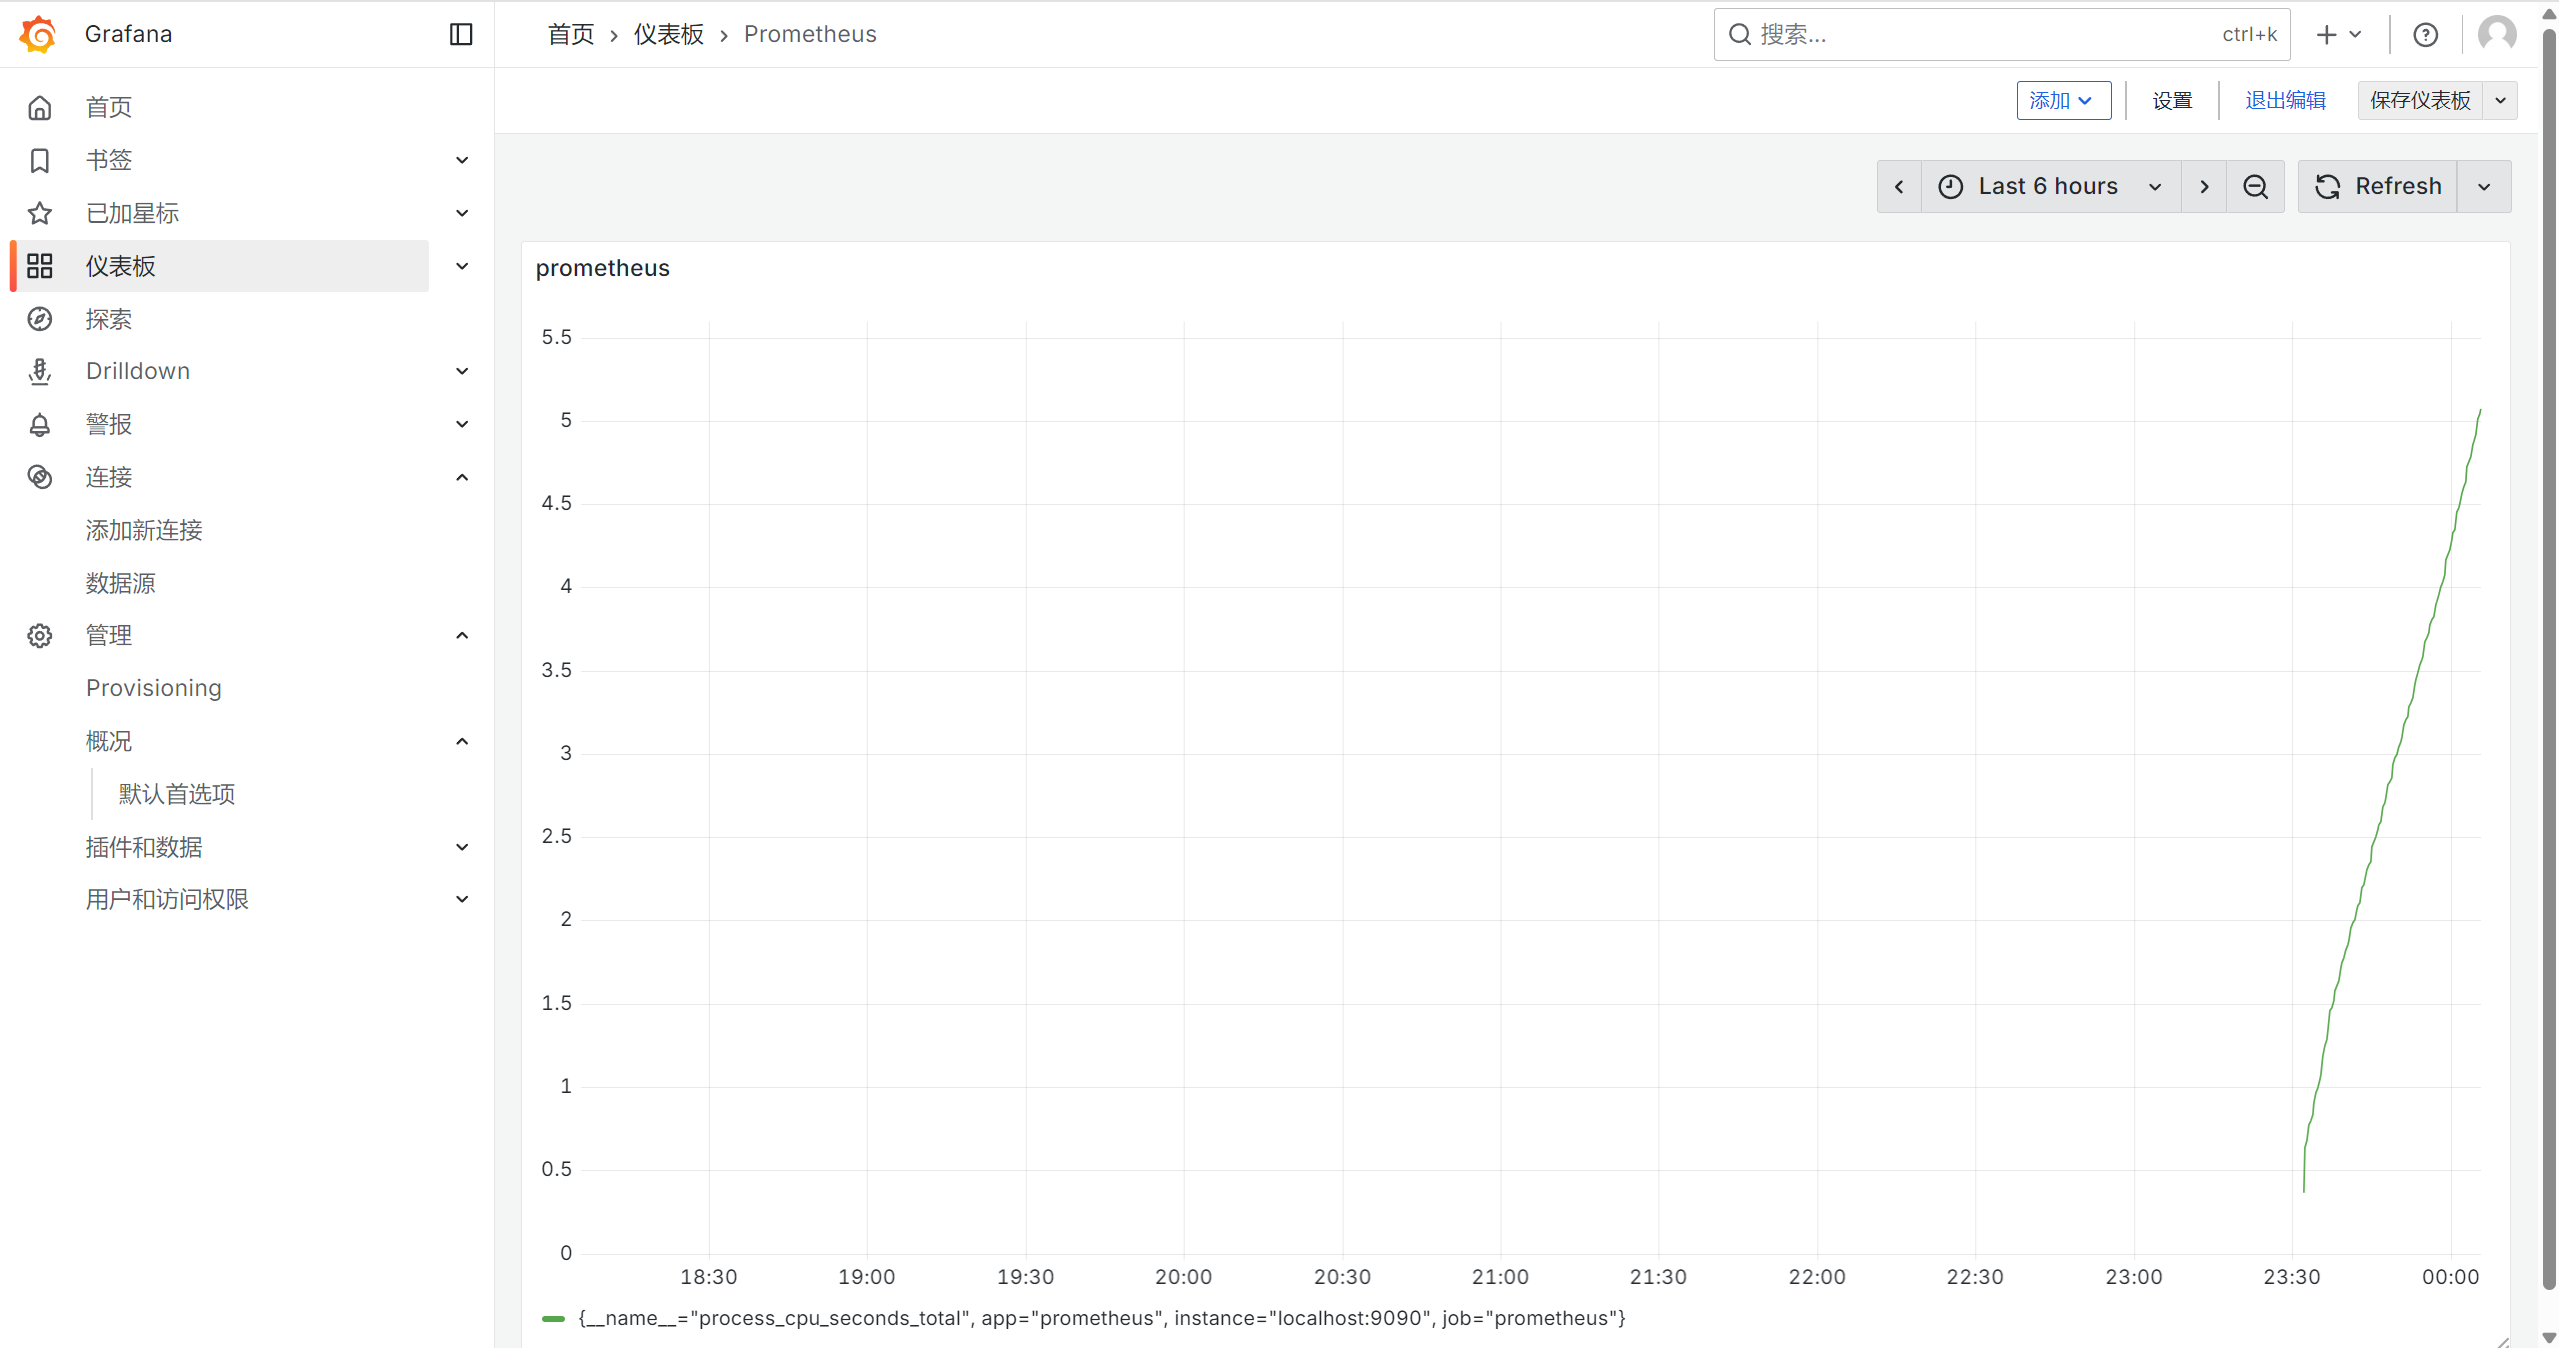 Grafana
首页 › 仪表板 › Prometheus
搜索... ctrl+k
首页
书签
已加星标
仪表板
探索
Drilldown
警报
连接
添加新连接
数据源
管理
Provisioning
概况
默认首选项
插件和数据
用户和访问权限
添加 设置 退出编辑 保存仪表板
Last 6 hours Refresh
prometheus
5.5
5
4.5
4
3.5
3
2.5
2
1.5
1
0.5
0
18:30 19:00 19:30 20:00 20:30 21:00 21:30 22:00 22:30 23:00 23:30 00:00
{__name__="process_cpu_seconds_total", app="prometheus", instance="localhost:9090", job="prometheus"}